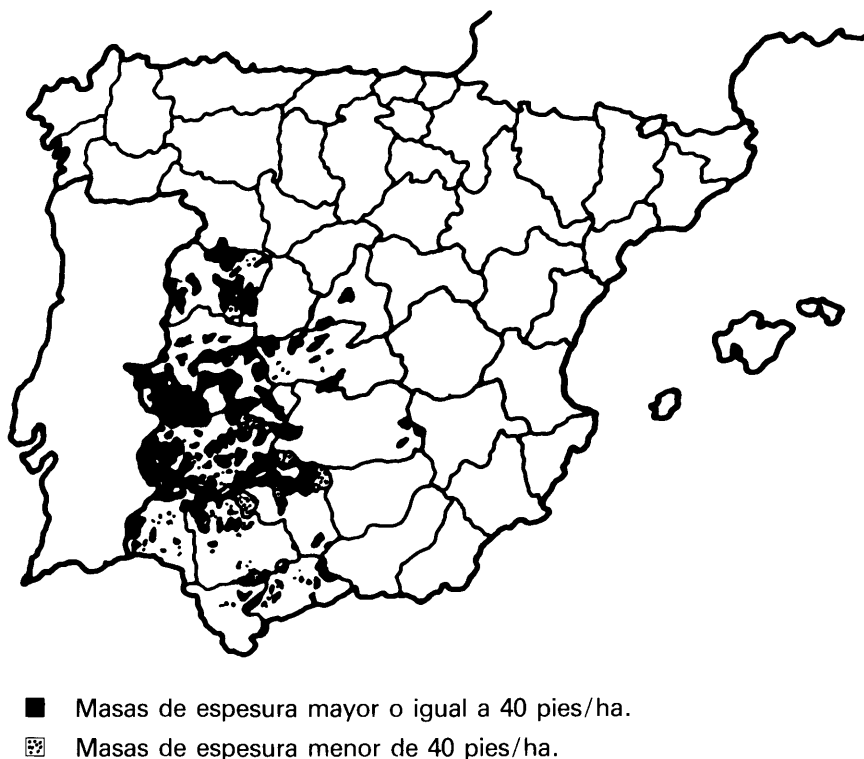 Masas de espesura mayor o igual a 40 pies/ha.
Masas de espesura menor de 40 pies/ha.